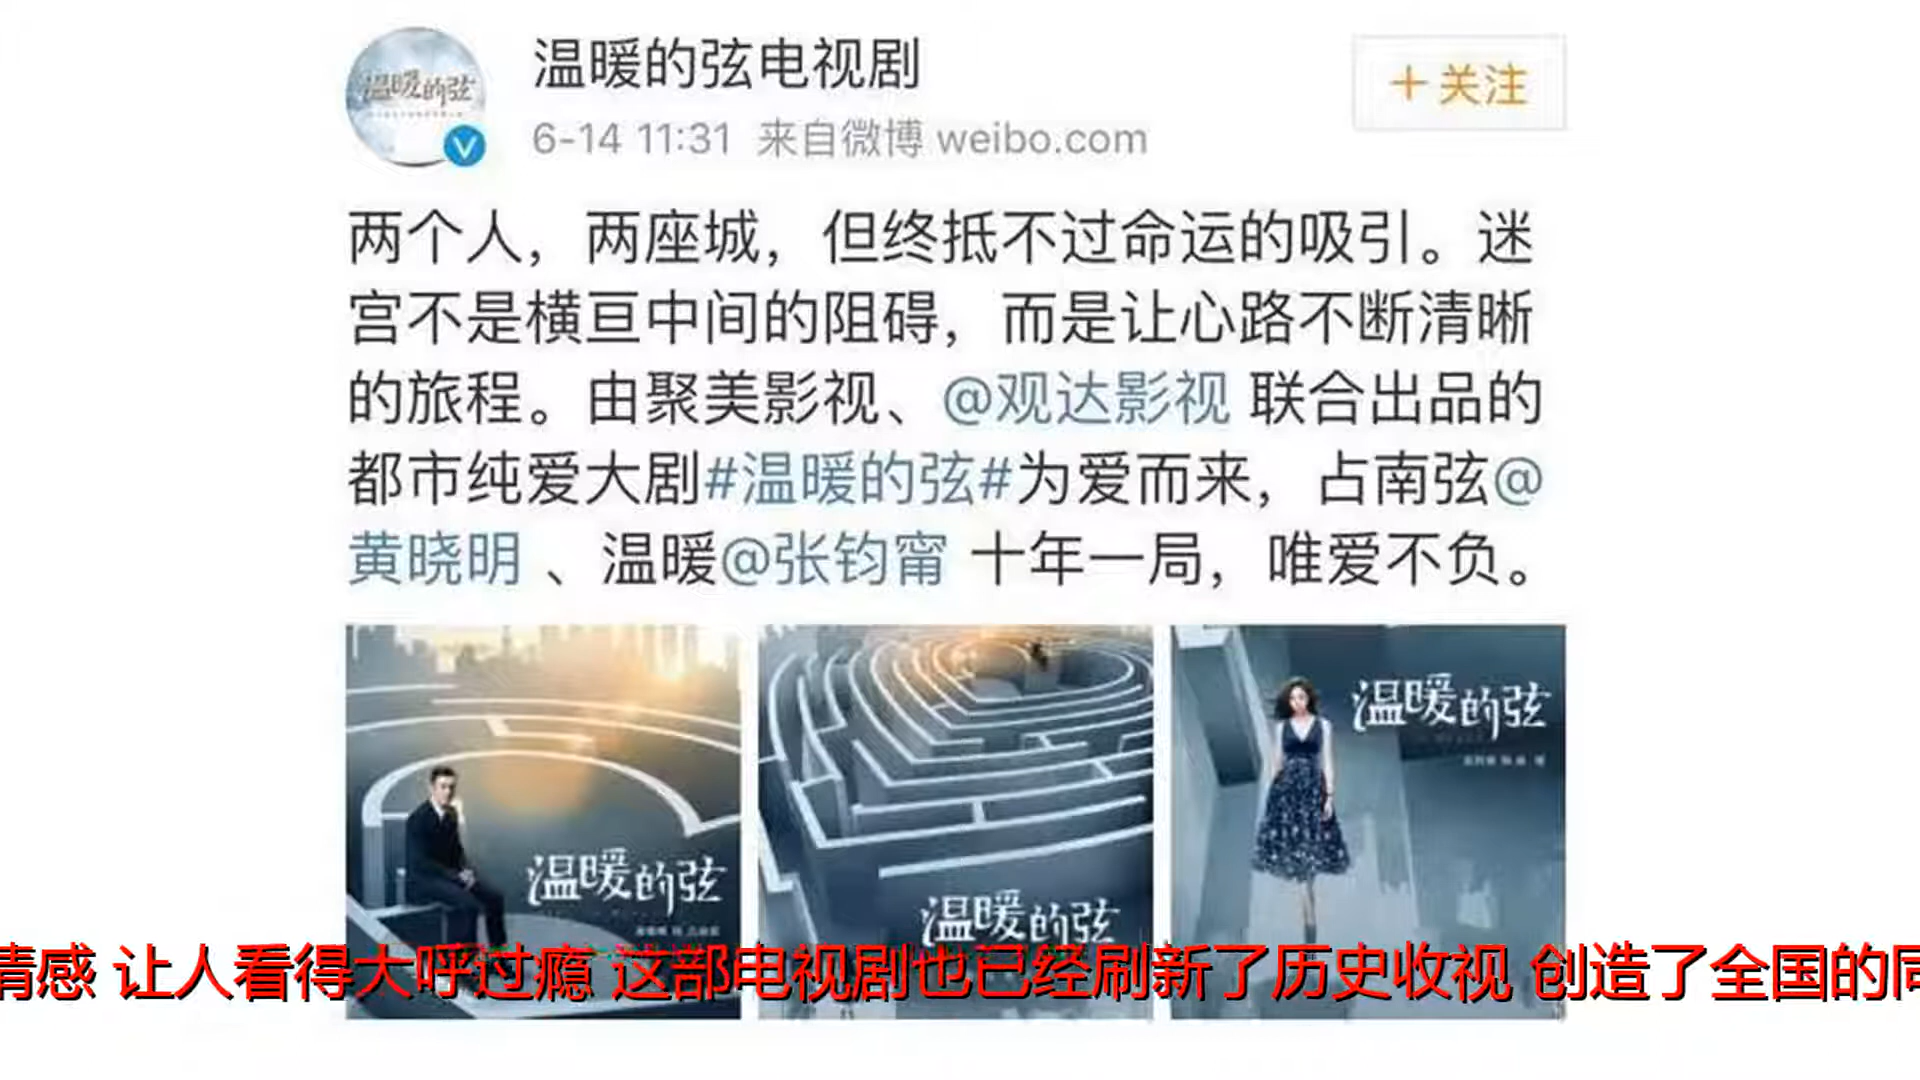 温暖的弦
温暖的弦电视剧
+关注
6-14 11:31 来自微博 weibo.com
两个人，两座城，但终抵不过命运的吸引。迷
宫不是横亘中间的阻碍，而是让心路不断清晰
的旅程。由聚美影视、@观达影视 联合出品的
都市纯爱大剧#温暖的弦#为爱而来，占南弦@
黄晓明 、温暖@张钧甯 十年一局，唯爱不负。
温暖的弦
温暖的弦
温暖的弦
情感 让人看得大呼过瘾 这部电视剧也已经刷新了历史收视 创造了全国的同